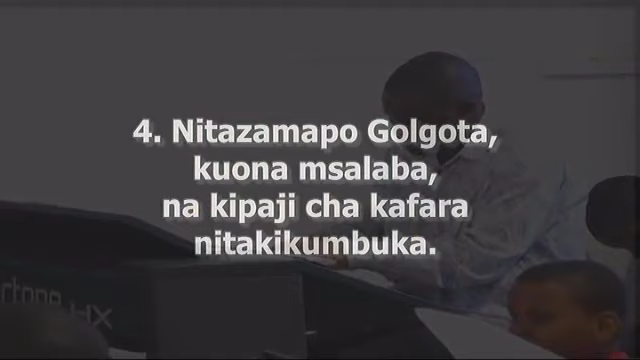 4. Nitazamapo Golgota,
kuona msalaba,
na kipaji cha kafara
nitakikumbuka.